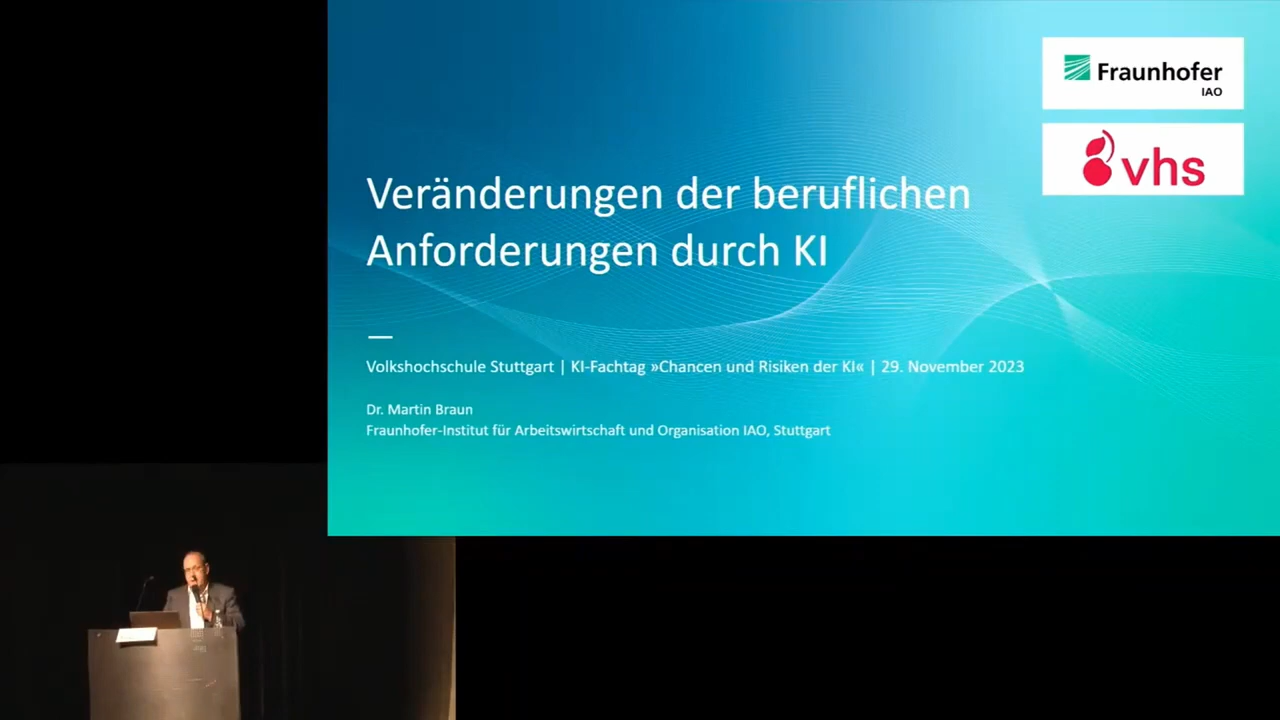 Fraunhofer
IAO
vhs
Veränderungen der beruflichen
Anforderungen durch KI
Volkshochschule Stuttgart | KI-Fachtag »Chancen und Risiken der KI« | 29. November 2023
Dr. Martin Braun
Fraunhofer-Institut für Arbeitswirtschaft und Organisation IAO, Stuttgart